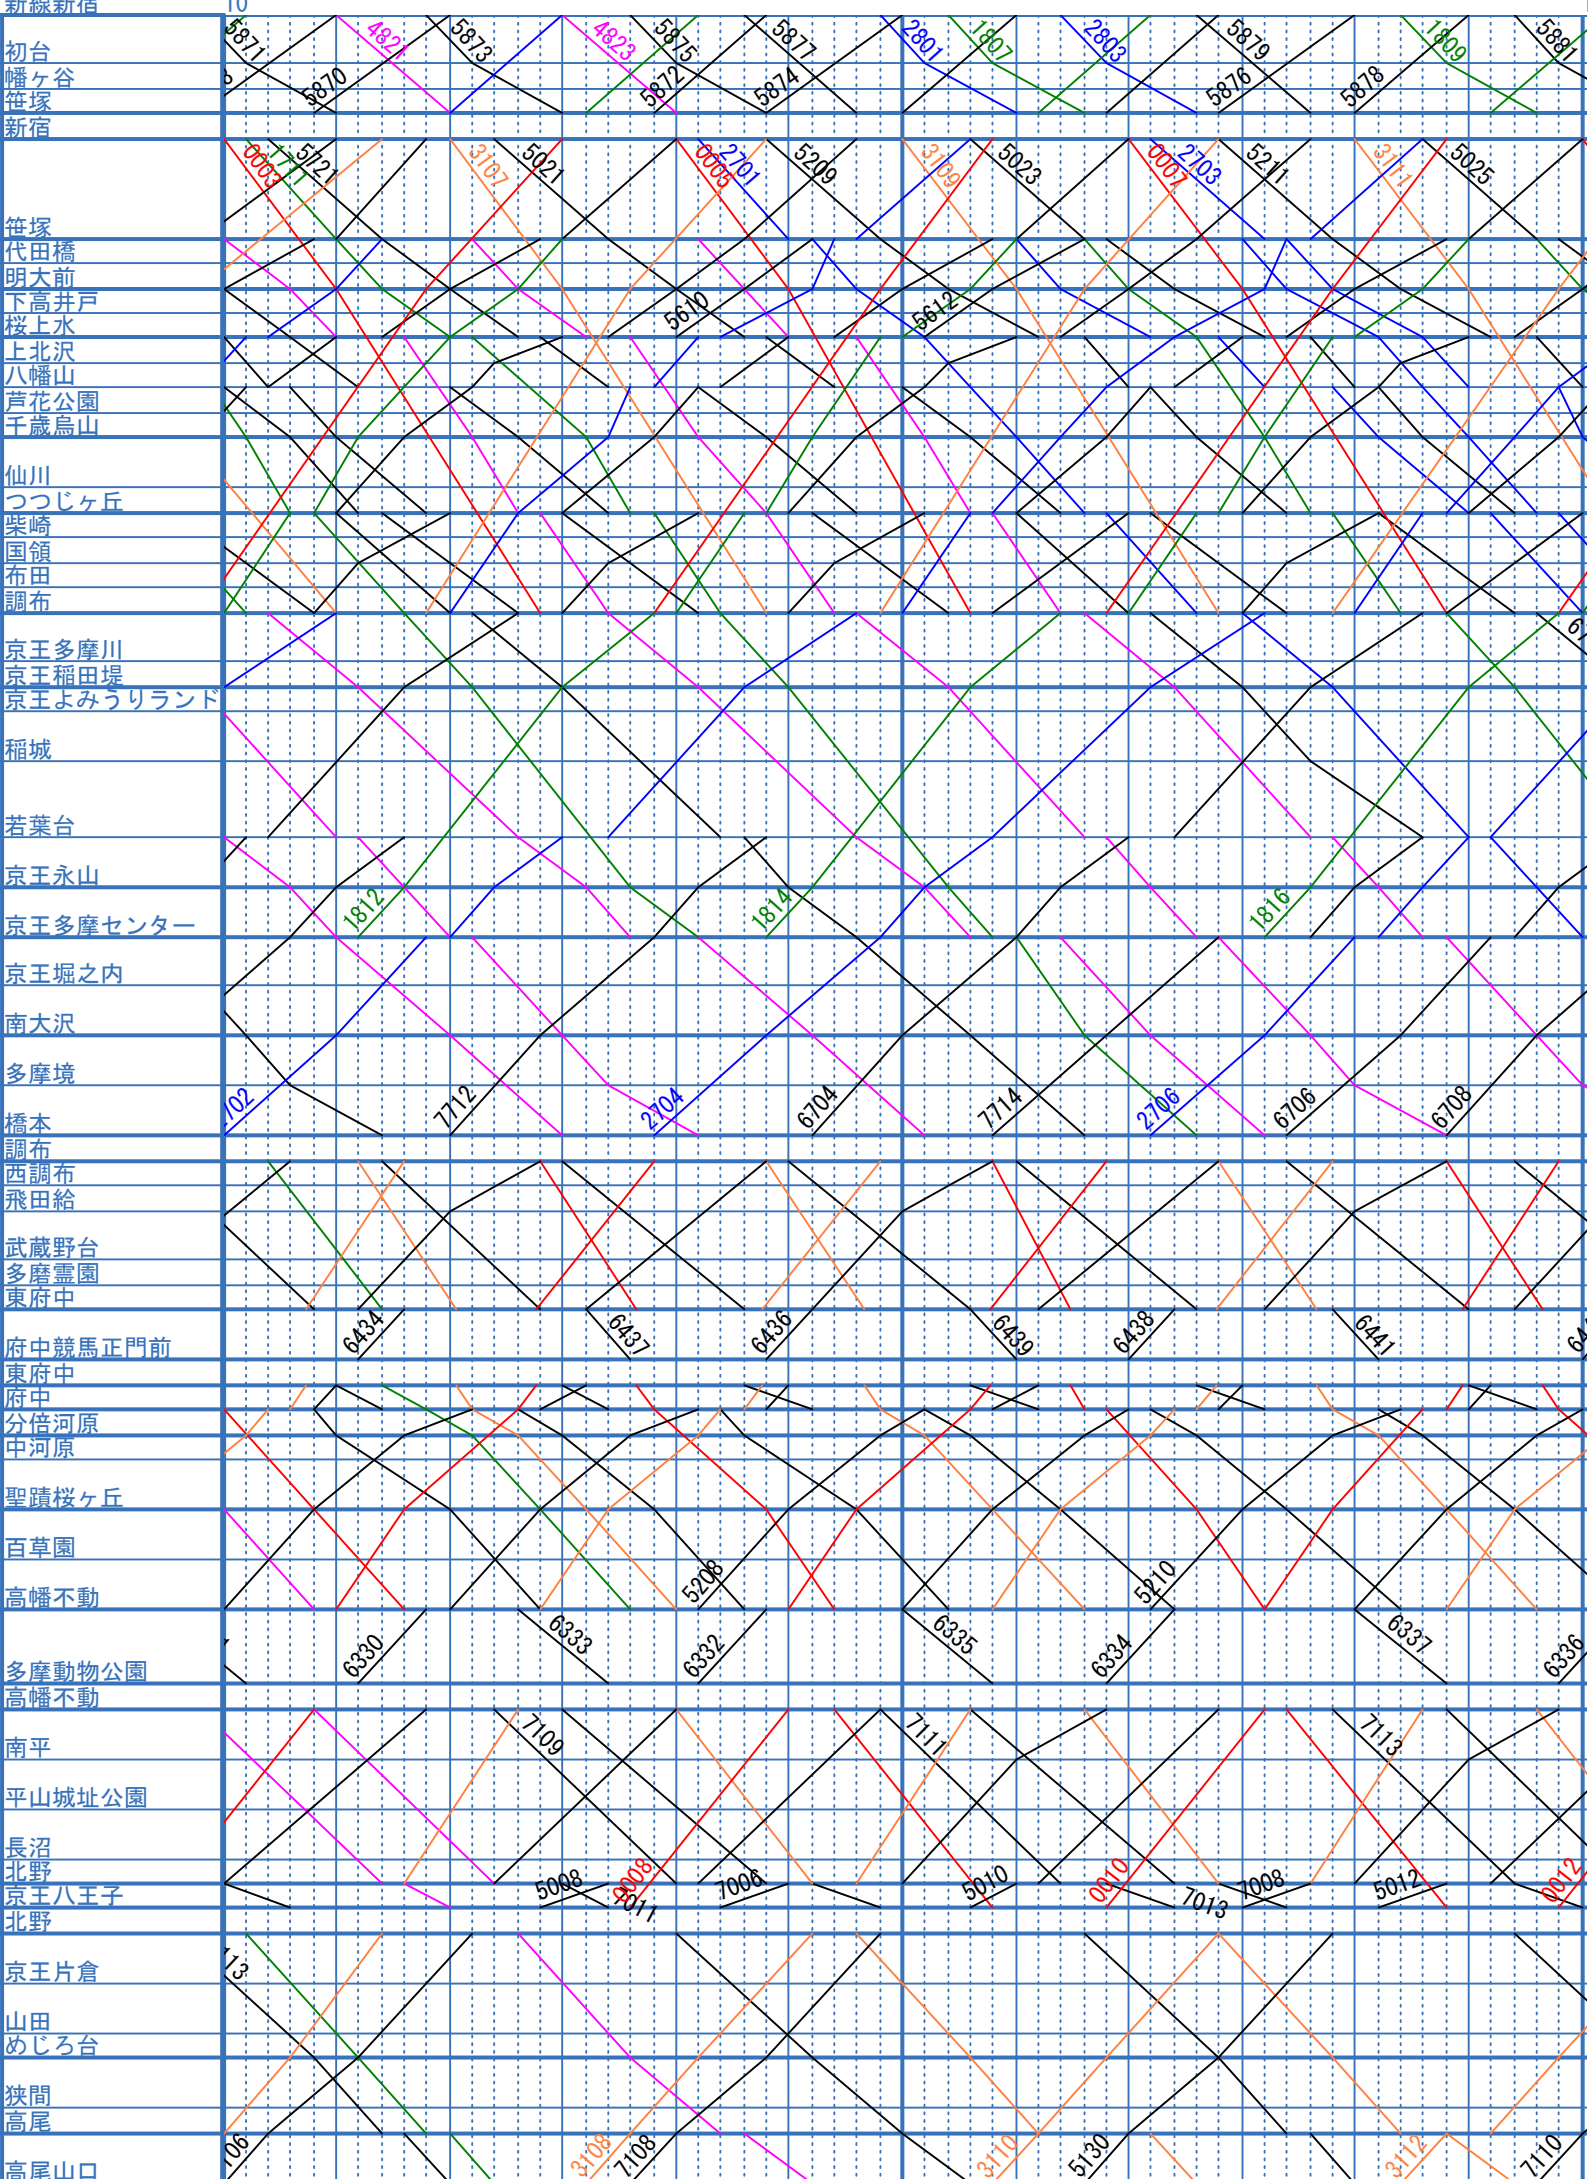 新線新宿 10
5871 4821 5873 4823 5875 5877 2801 1807 2803 5879 1809 5881
初台
幡ヶ谷
5870 5872 5874 5876 5878
笹塚
新宿
0003 1711 5721 3107 5021 0005 2701 5209 3109 5023 0007 2703 5211 3111 5025
笹塚
代田橋
明大前
下高井戸
5610 5612
桜上水
上北沢
八幡山
芦花公園
千歳烏山
仙川
つつじヶ丘
柴崎
国領
布田
調布
京王多摩川
京王稲田堤
京王よみうりランド
稲城
若葉台
京王永山
1812 1814 1816
京王多摩センター
京王堀之内
南大沢
多摩境
702 7712 2704 6704 7714 2706 6706 6708
橋本
調布
西調布
飛田給
武蔵野台
多磨霊園
東府中
6434 6437 6436 6439 6438 6441
府中競馬正門前
東府中
府中
分倍河原
中河原
聖蹟桜ヶ丘
百草園
5208 5210
高幡不動
6330 6333 6332 6335 6334 6337 6336
多摩動物公園
高幡不動
7109 7111 7113
南平
平山城址公園
長沼
北野
5008 0008 7011 7006 5010 0010 7013 7008 5012 0012
京王八王子
北野
13
京王片倉
山田
めじろ台
狭間
高尾
106 3108 7108 3110 5130 3112 7110
高尾山口